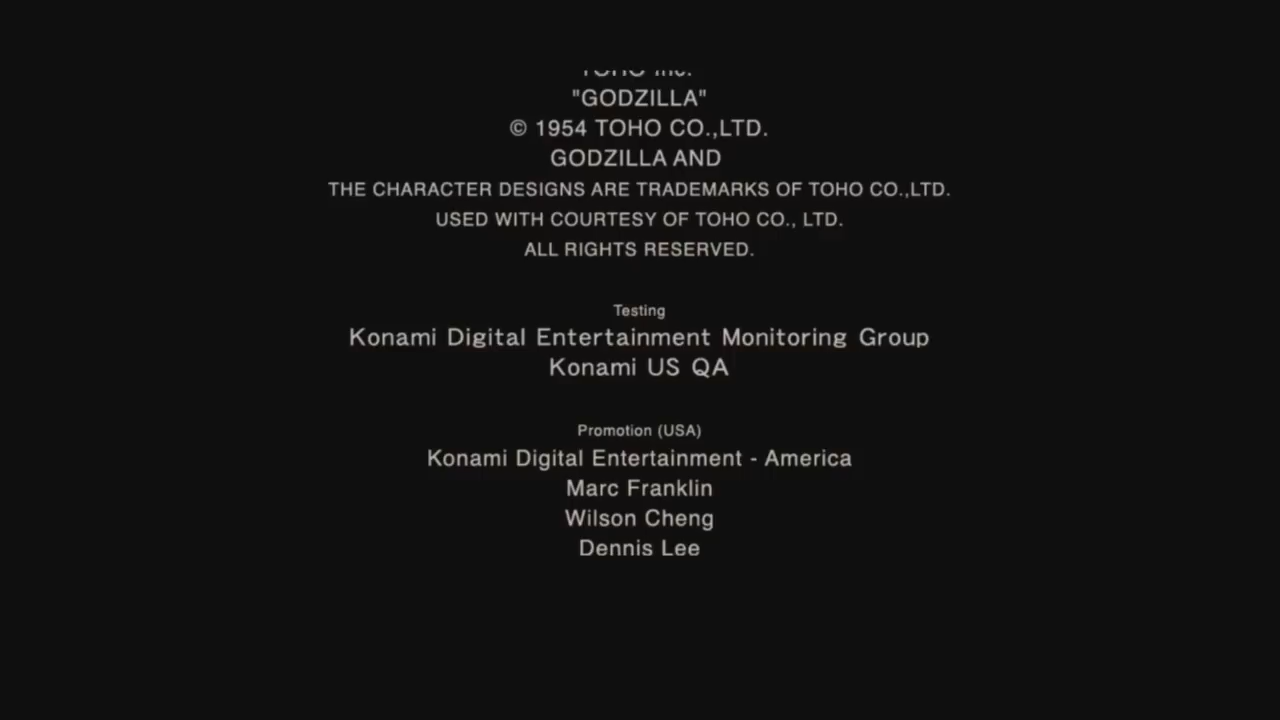 TOHO Inc.
"GODZILLA"
© 1954 TOHO CO.,LTD.
GODZILLA AND
THE CHARACTER DESIGNS ARE TRADEMARKS OF TOHO CO.,LTD.
USED WITH COURTESY OF TOHO CO., LTD.
ALL RIGHTS RESERVED.
Testing
Konami Digital Entertainment Monitoring Group
Konami US QA
Promotion (USA)
Konami Digital Entertainment - America
Marc Franklin
Wilson Cheng
Dennis Lee